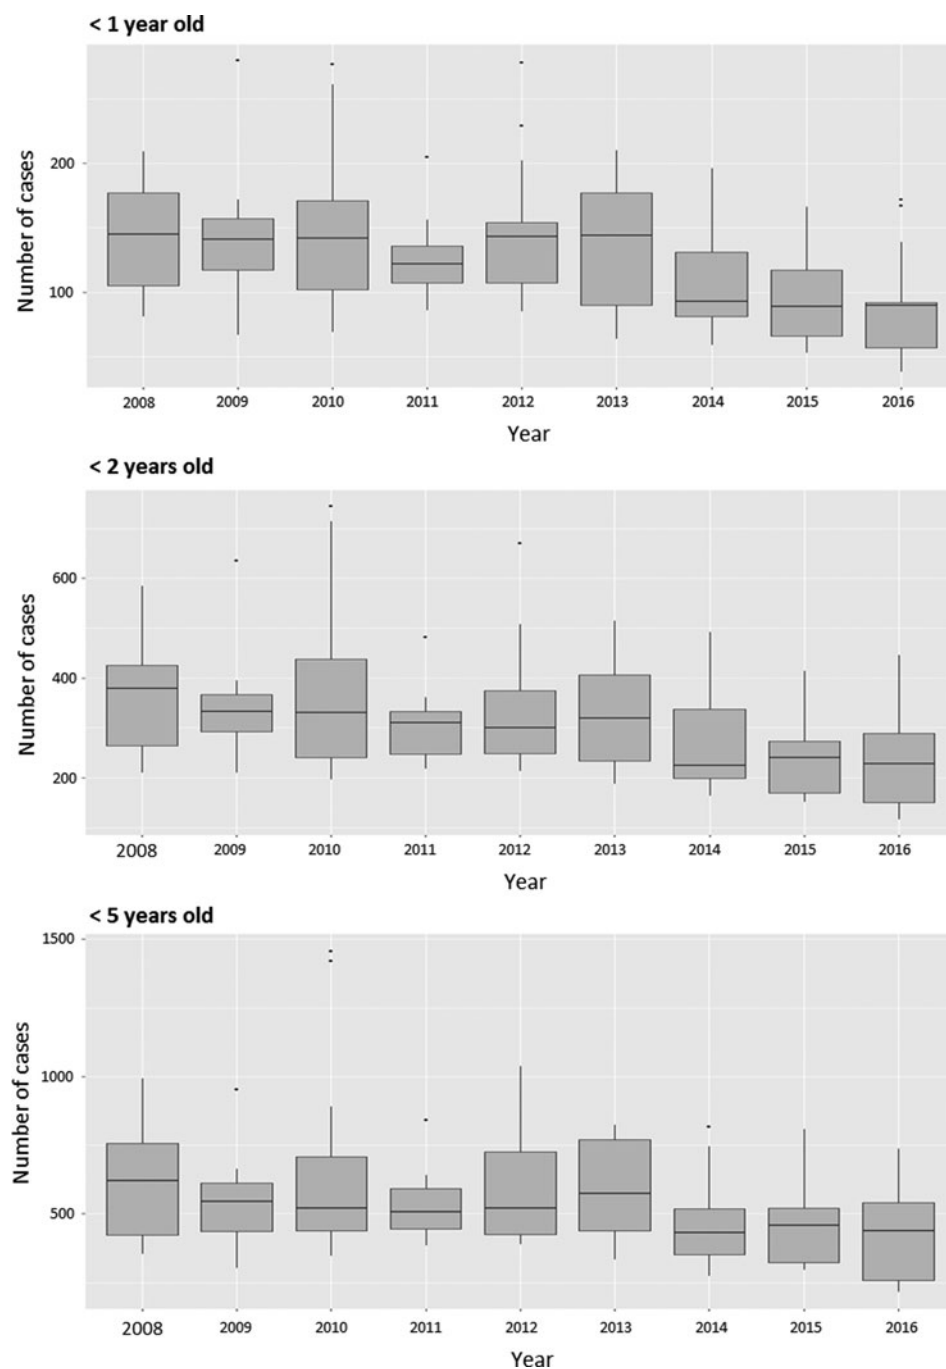 < 1 year old
Number of cases
200
100
2008 2009 2010 2011 2012 2013 2014 2015 2016
Year
< 2 years old
Number of cases
600
400
200
2008 2009 2010 2011 2012 2013 2014 2015 2016
Year
< 5 years old
Number of cases
1500
1000
500
2008 2009 2010 2011 2012 2013 2014 2015 2016
Year